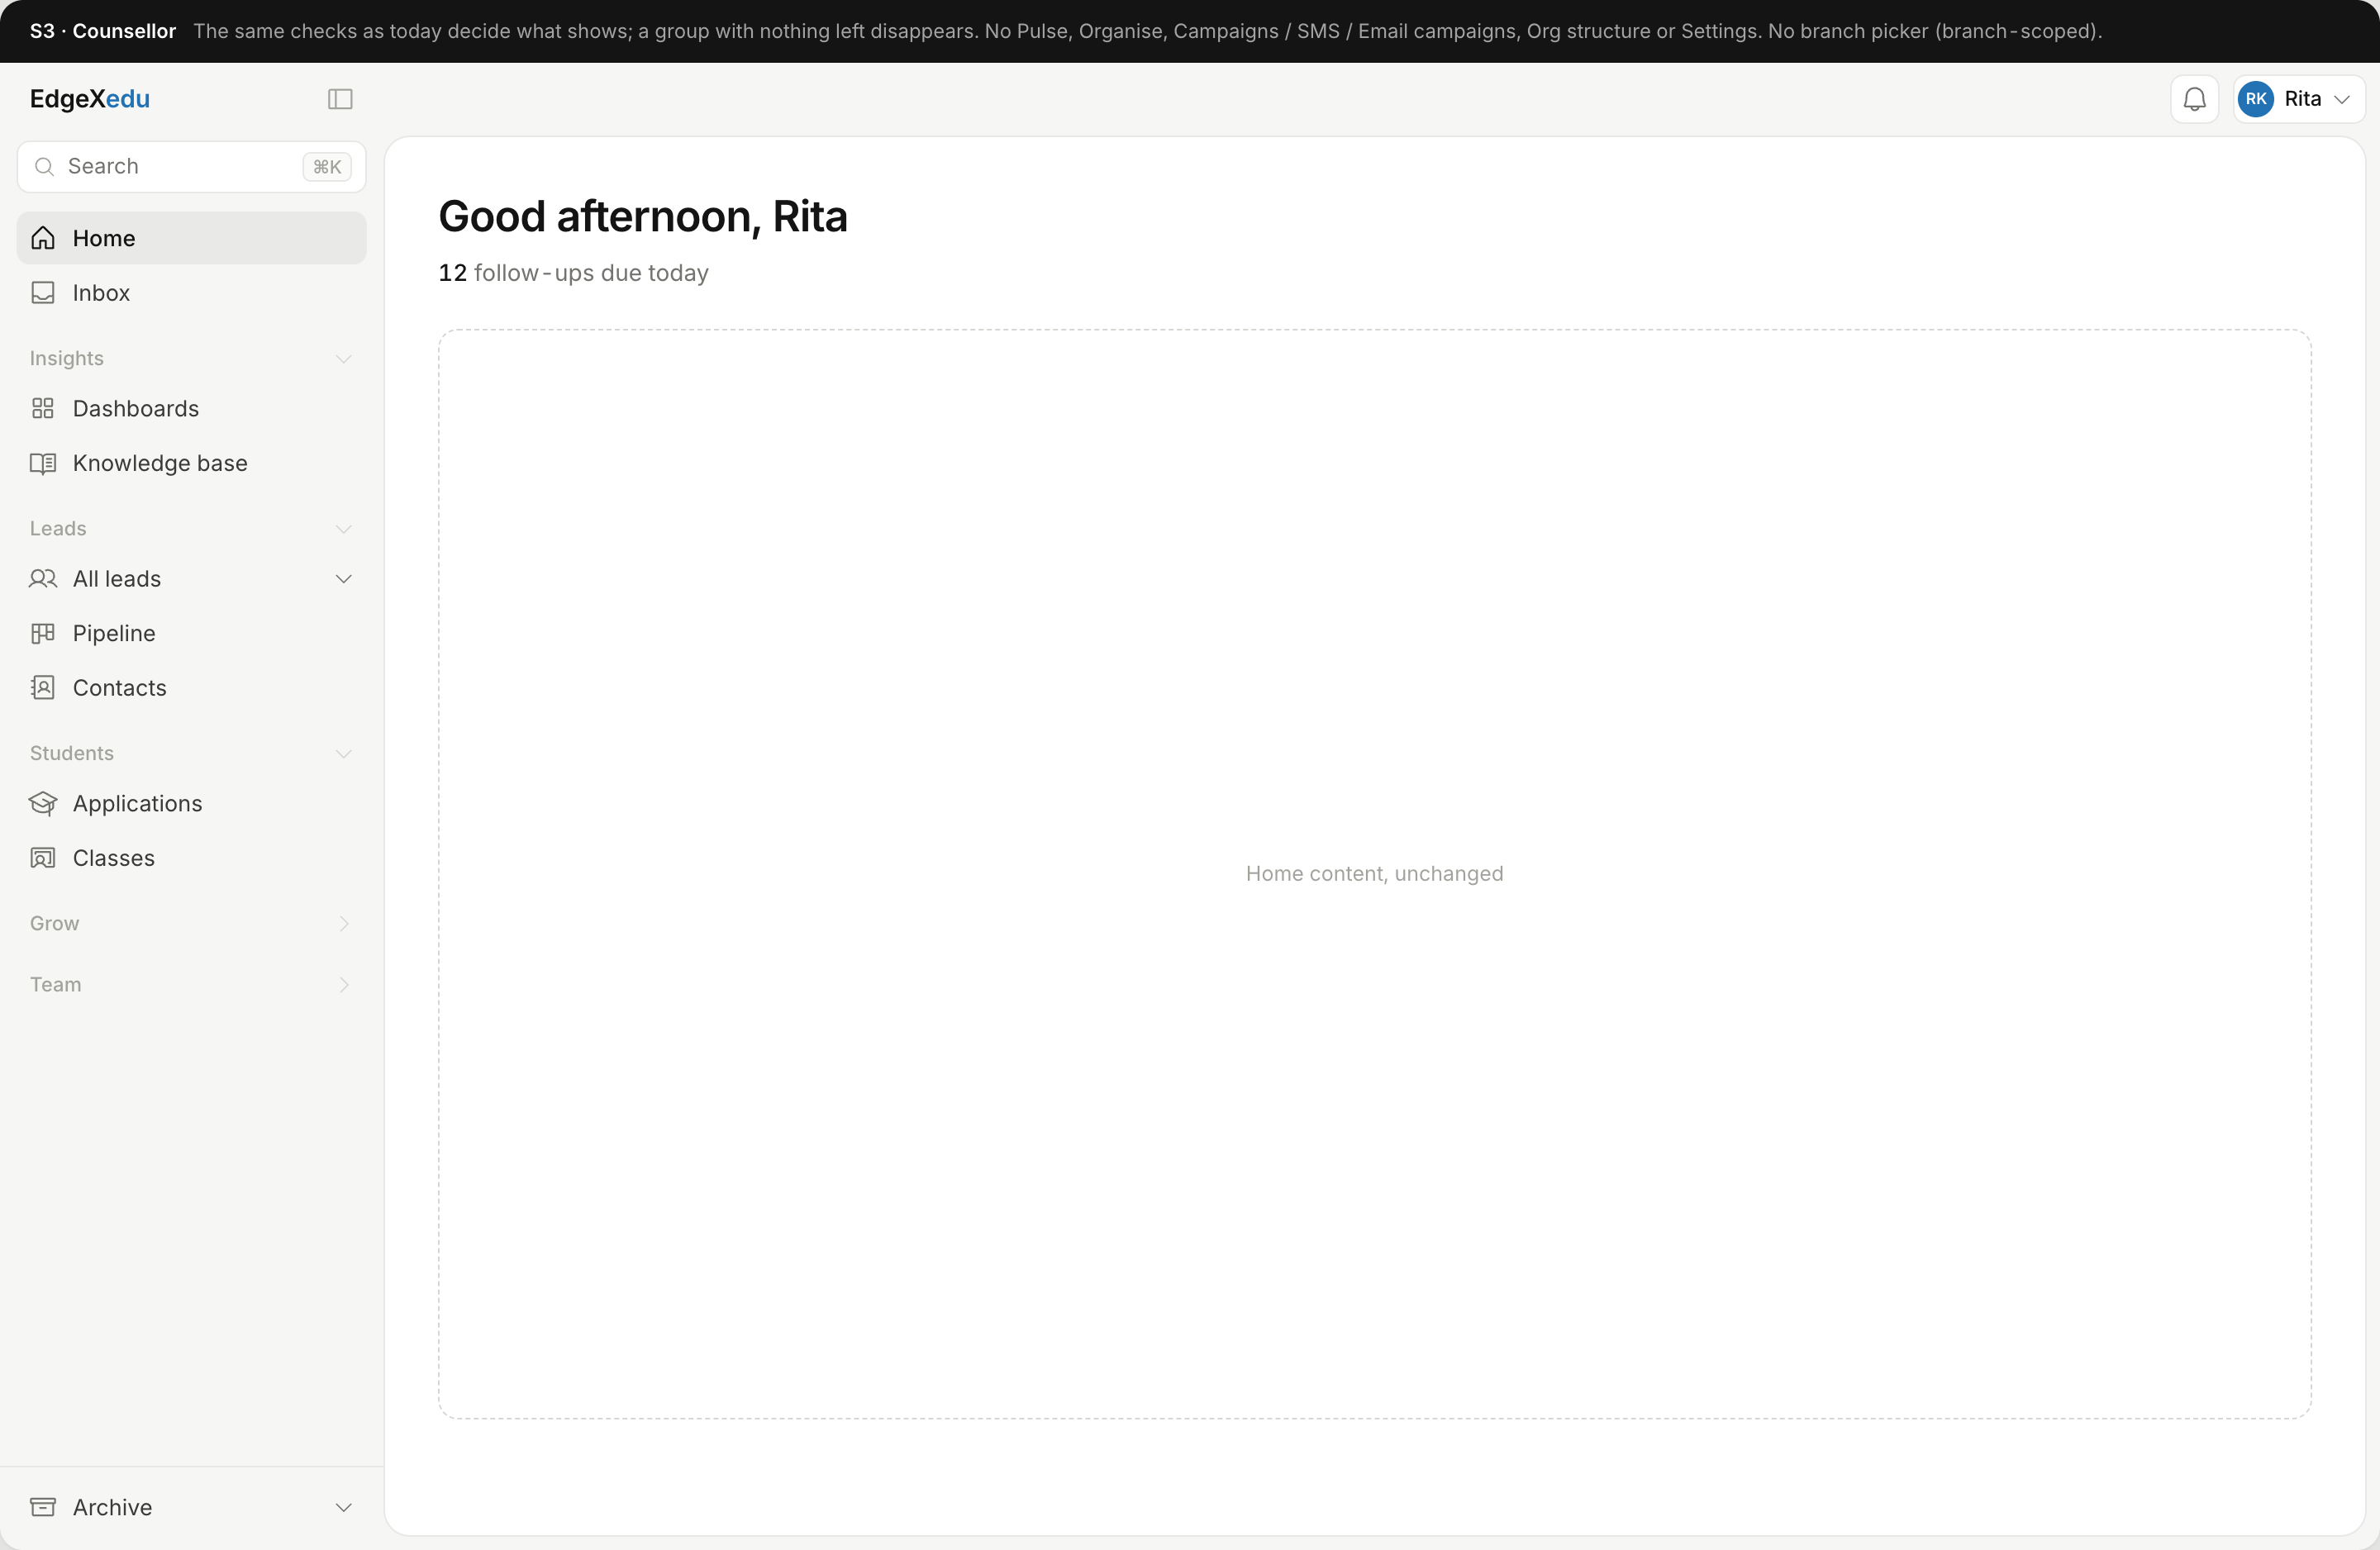 S3 · Counsellor The same checks as today decide what shows; a group with nothing left disappears. No Pulse, Organise, Campaigns / SMS / Email campaigns, Org structure or Settings. No branch picker (branch-scoped).
EdgeXedu
RK Rita
Search ⌘K
Home
Inbox
Insights
Dashboards
Knowledge base
Leads
All leads
Pipeline
Contacts
Students
Applications
Classes
Grow
Team
Archive
Good afternoon, Rita
12 follow-ups due today
Home content, unchanged